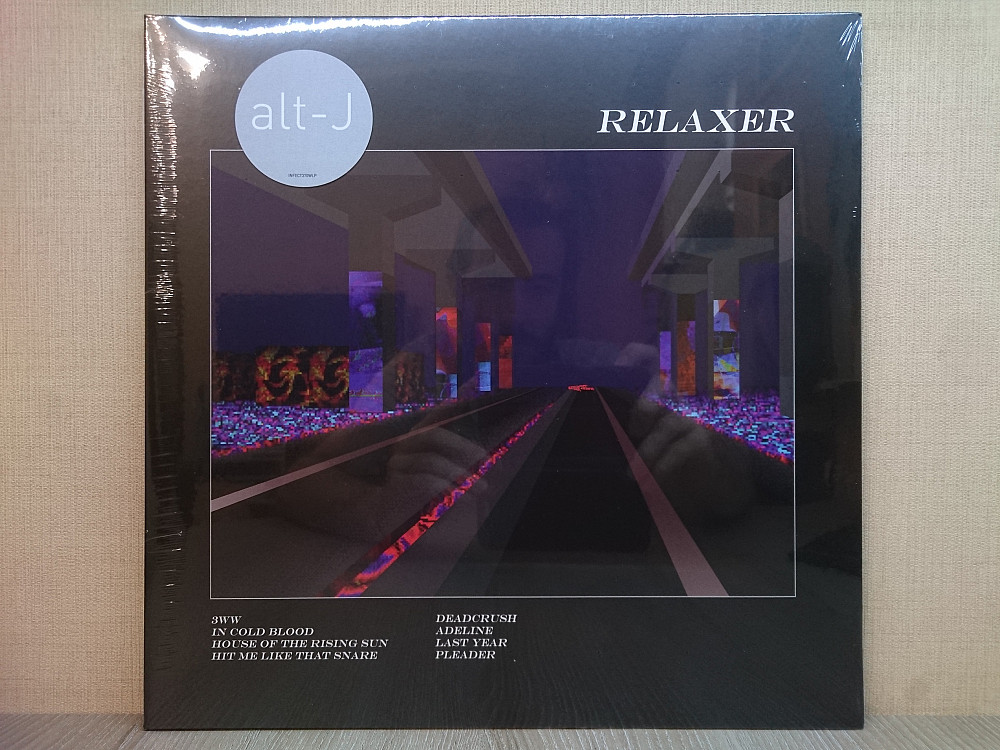 alt-J
RELAXER
3WW
IN COLD BLOOD
HOUSE OF THE RISING SUN
HIT ME LIKE THAT SNARE
DEADCRUSH
ADELINE
LAST YEAR
PLEADER